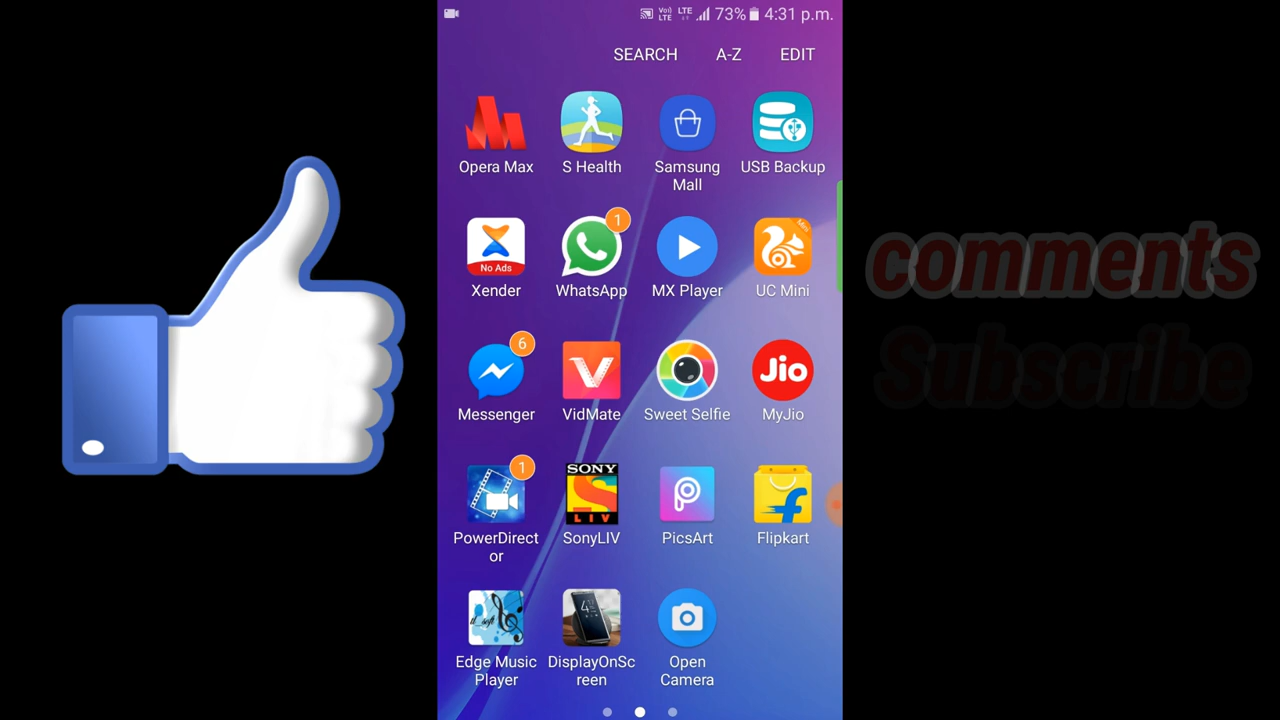 Vo)) LTE LTE 73% 4:31 p.m.
SEARCH A-Z EDIT
Opera Max S Health Samsung Mall USB Backup
No Ads
1
Mini
Xender WhatsApp MX Player UC Mini
6
Jio
Messenger VidMate Sweet Selfie MyJio
1
SONY
LIV
PowerDirector SonyLIV PicsArt Flipkart
Edge Music Player DisplayOnScreen Open Camera
comments
Subscribe